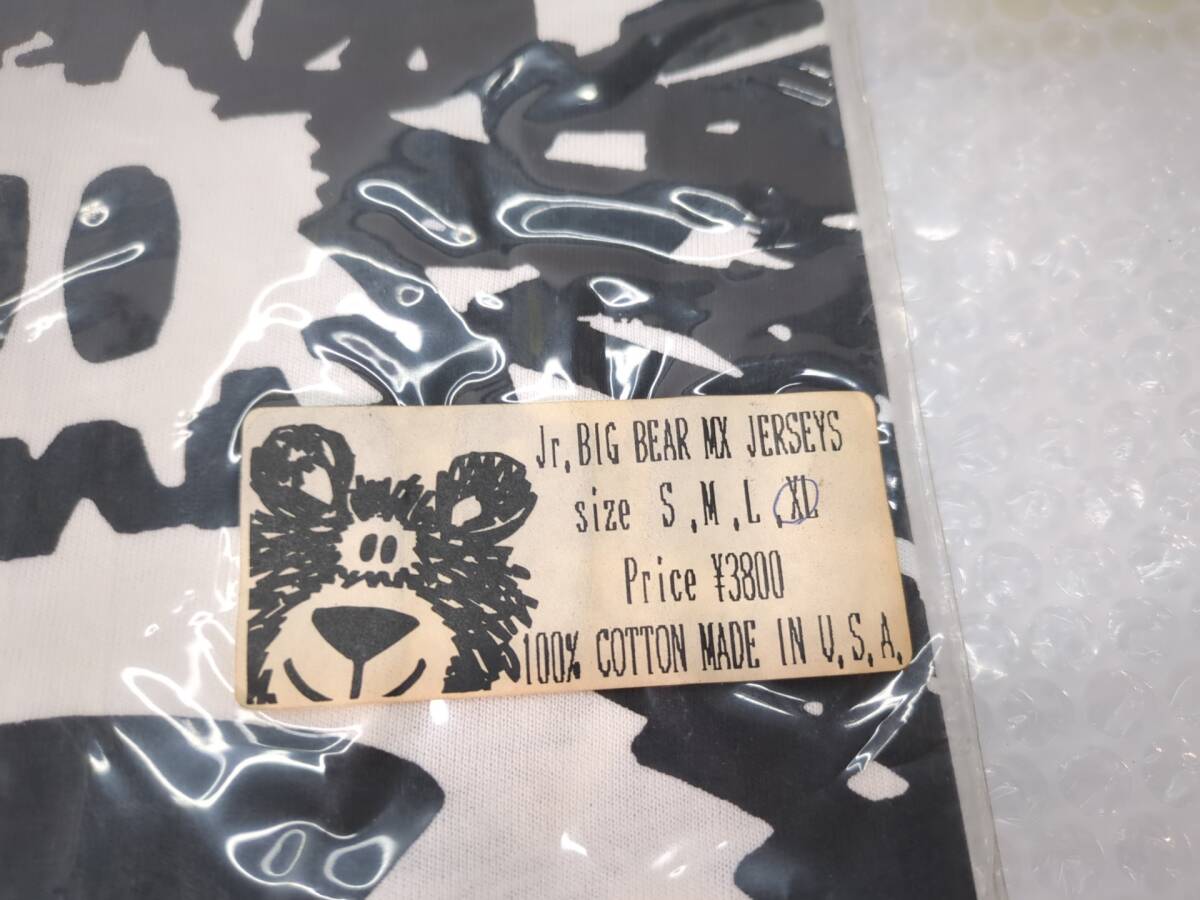 Jr.BIG BEAR MX JERSEYS
size S,M,L,XL
Price ¥3800
100% COTTON MADE IN U.S.A.